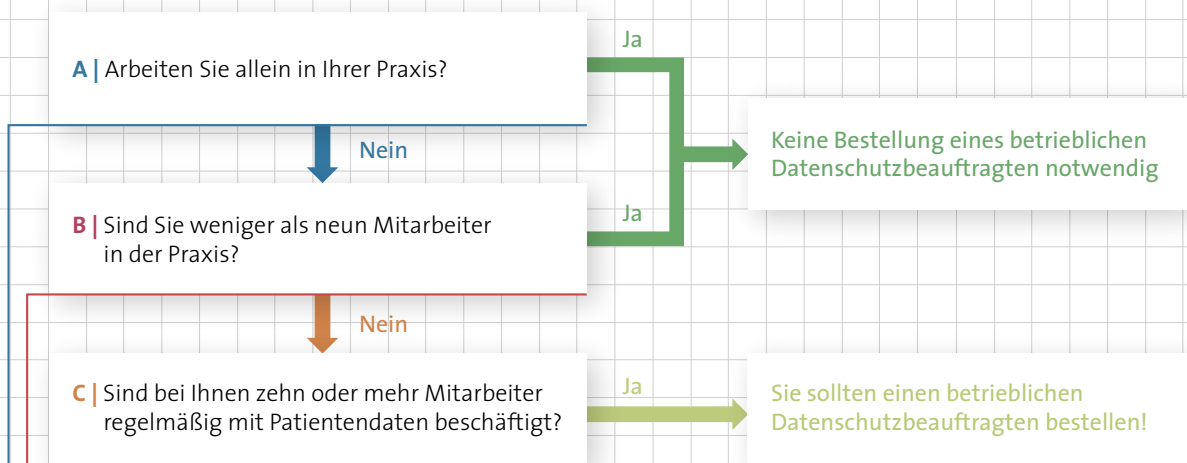 Ja
A | Arbeiten Sie allein in Ihrer Praxis?
Nein
Keine Bestellung eines betrieblichen
Datenschutzbeauftragten notwendig
Ja
B | Sind Sie weniger als neun Mitarbeiter
in der Praxis?
Nein
C | Sind bei Ihnen zehn oder mehr Mitarbeiter
regelmäßig mit Patientendaten beschäftigt?
Ja
Sie sollten einen betrieblichen
Datenschutzbeauftragten bestellen!